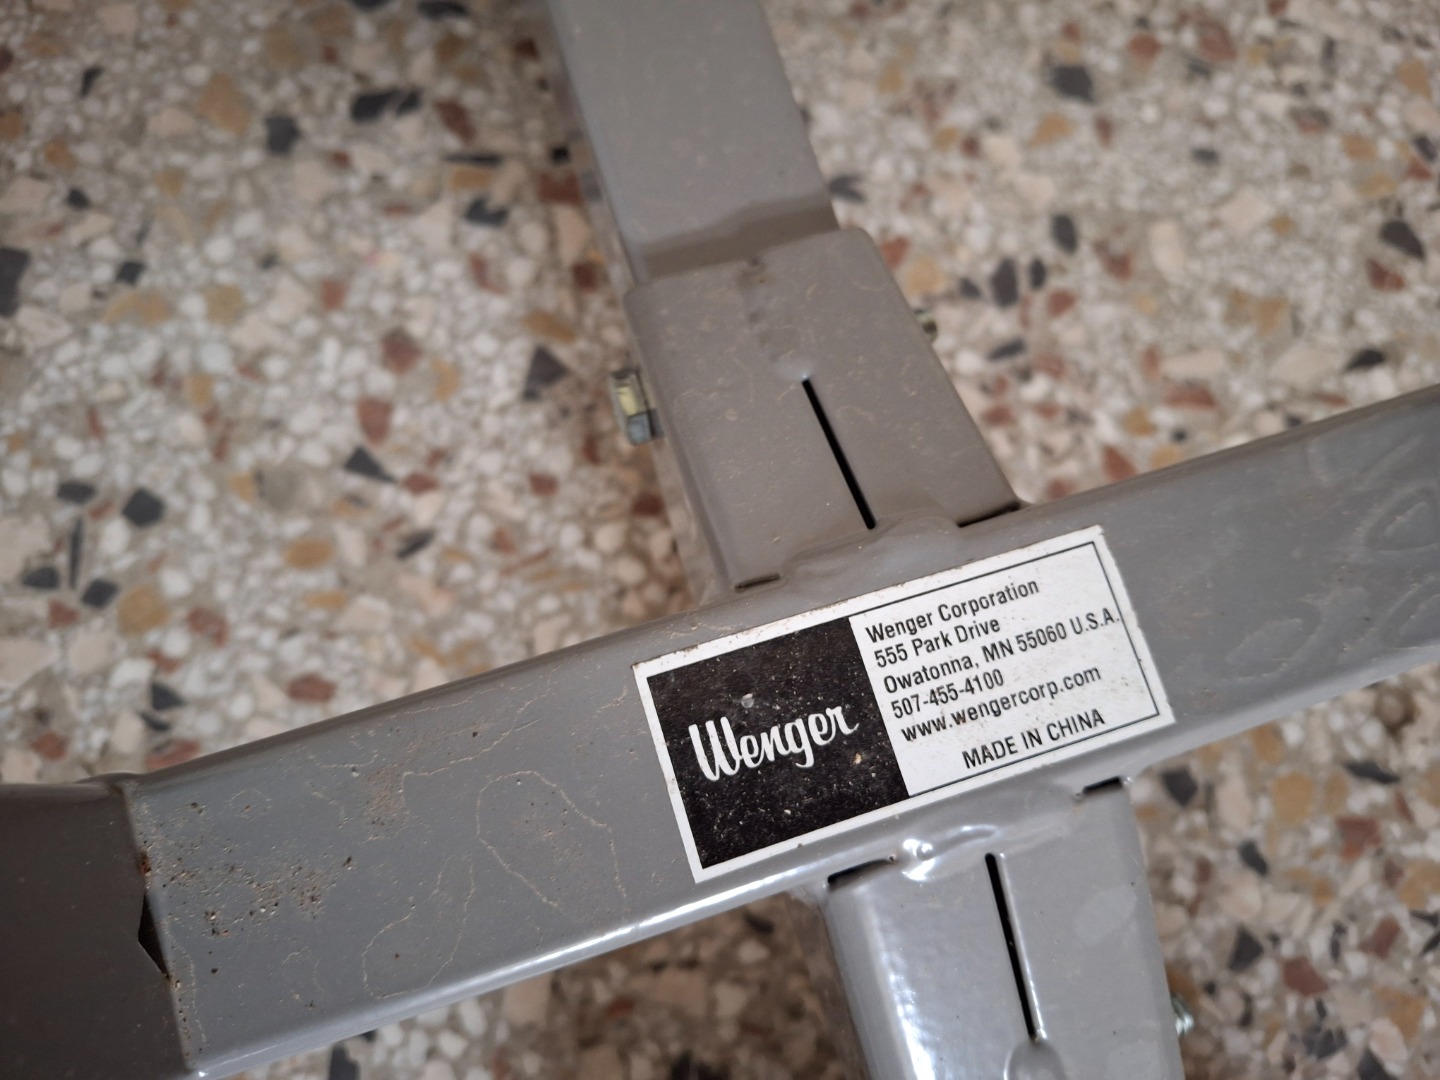 Wenger
Wenger Corporation
555 Park Drive
Owatonna, MN 55060 U.S.A.
507-455-4100
www.wengercorp.com
MADE IN CHINA